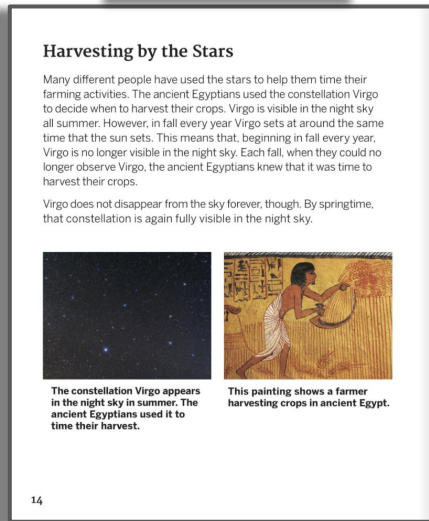 Harvesting by the Stars
Many different people have used the stars to help them time their
farming activities. The ancient Egyptians used the constellation Virgo
to decide when to harvest their crops. Virgo is visible in the night sky
all summer. However, in fall every year Virgo sets at around the same
time that the sun sets. This means that, beginning in fall every year,
Virgo is no longer visible in the night sky. Each fall, when they could no
longer observe Virgo, the ancient Egyptians knew that it was time to
harvest their crops.
Virgo does not disappear from the sky forever, though. By springtime,
that constellation is again fully visible in the night sky.
The constellation Virgo appears
in the night sky in summer. The
ancient Egyptians used it to
time their harvest.
This painting shows a farmer
harvesting crops in ancient Egypt.
14